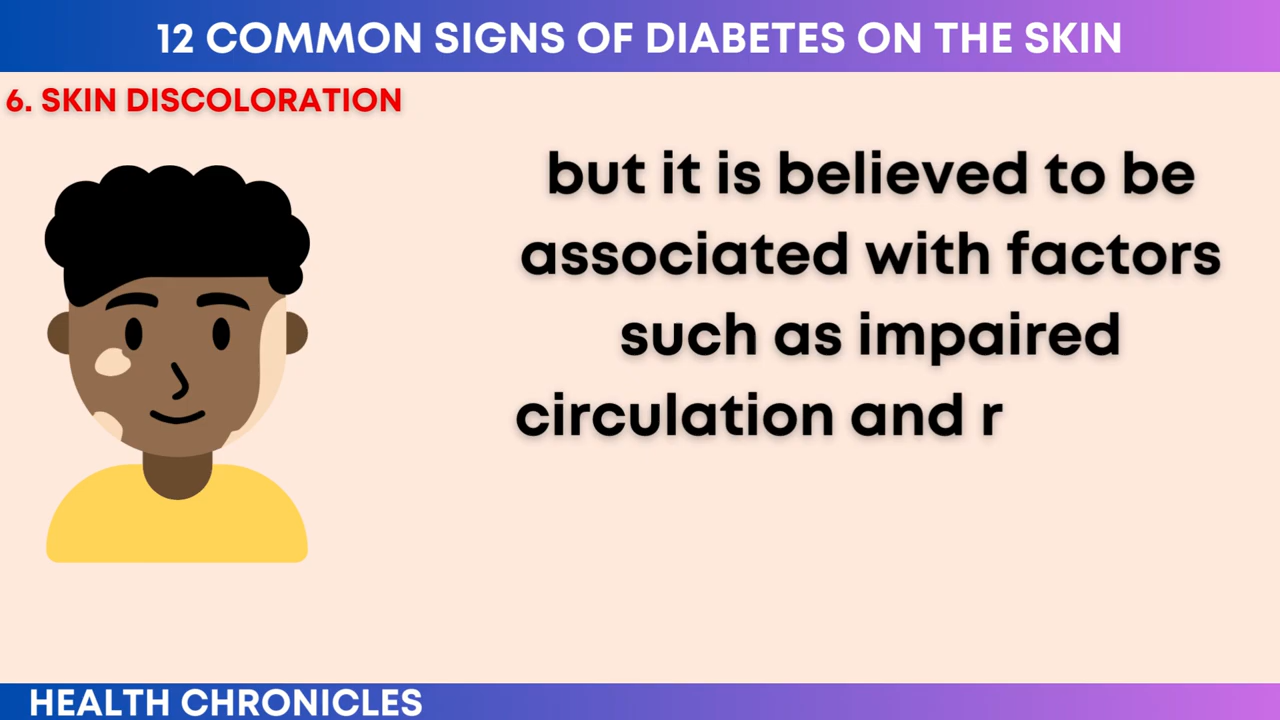 12 COMMON SIGNS OF DIABETES ON THE SKIN
6. SKIN DISCOLORATION
but it is believed to be
associated with factors
such as impaired
circulation and r
HEALTH CHRONICLES